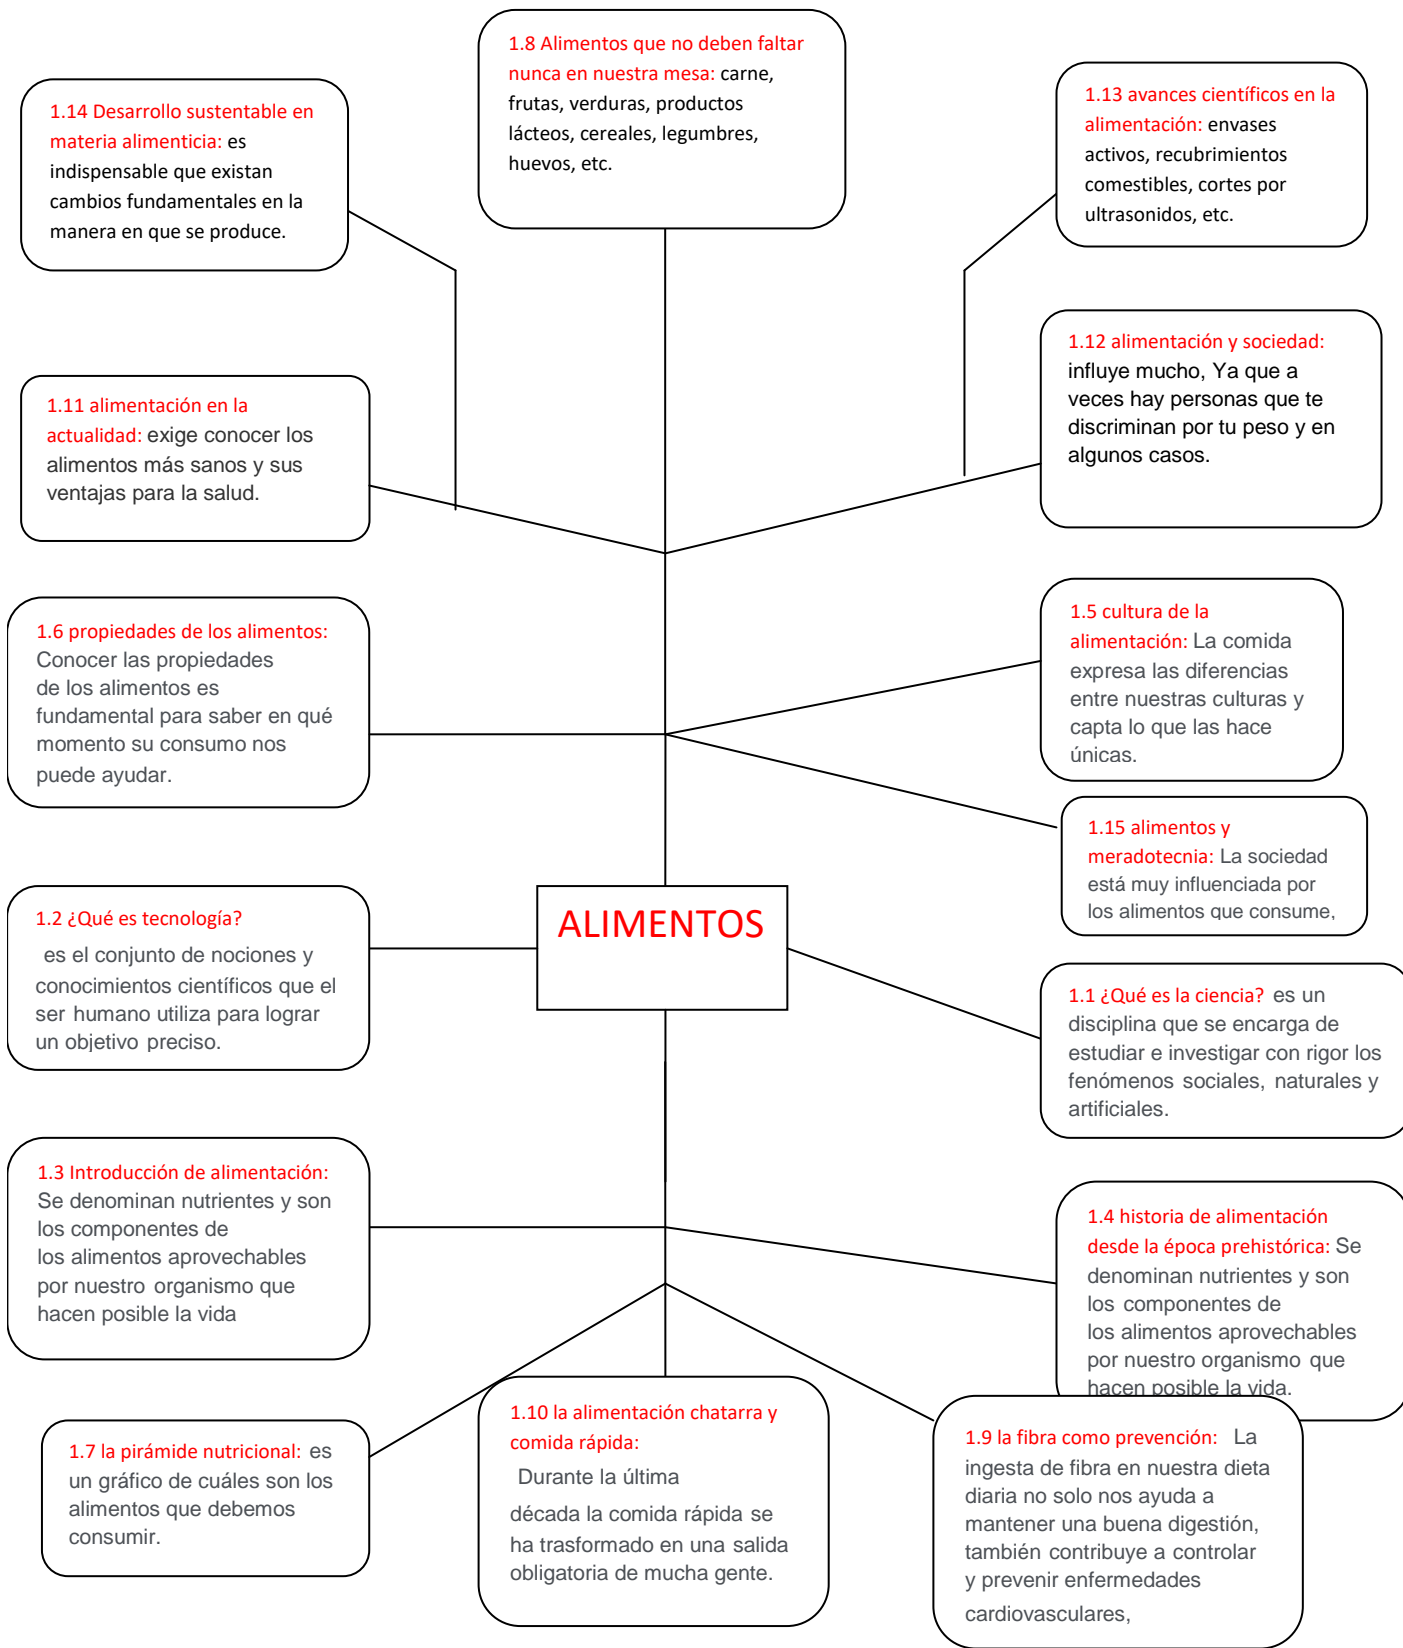 1.8 Alimentos que no deben faltar
nunca en nuestra mesa: carne,
frutas, verduras, productos
lácteos, cereales, legumbres,
huevos, etc.
1.14 Desarrollo sustentable en
materia alimenticia: es
indispensable que existan
cambios fundamentales en la
manera en que se produce.
1.13 avances científicos en la
alimentación: envases
activos, recubrimientos
comestibles, cortes por
ultrasonidos, etc.
1.12 alimentación y sociedad:
influye mucho, Ya que a
veces hay personas que te
discriminan por tu peso y en
algunos casos.
1.11 alimentación en la
actualidad: exige conocer los
alimentos más sanos y sus
ventajas para la salud.
1.6 propiedades de los alimentos:
Conocer las propiedades
de los alimentos es
fundamental para saber en qué
momento su consumo nos
puede ayudar.
1.5 cultura de la
alimentación: La comida
expresa las diferencias
entre nuestras culturas y
capta lo que las hace
únicas.
1.15 alimentos y
meradotecnia: La sociedad
está muy influenciada por
los alimentos que consume,
1.2 ¿Qué es tecnología?
es el conjunto de nociones y
conocimientos científicos que el
ser humano utiliza para lograr
un objetivo preciso.
ALIMENTOS
1.1 ¿Qué es la ciencia? es un
disciplina que se encarga de
estudiar e investigar con rigor los
fenómenos sociales, naturales y
artificiales.
1.3 Introducción de alimentación:
Se denominan nutrientes y son
los componentes de
los alimentos aprovechables
por nuestro organismo que
hacen posible la vida
1.4 historia de alimentación
desde la época prehistórica: Se
denominan nutrientes y son
los componentes de
los alimentos aprovechables
por nuestro organismo que
hacen posible la vida.
1.7 la pirámide nutricional: es
un gráfico de cuáles son los
alimentos que debemos
consumir.
1.10 la alimentación chatarra y
comida rápida:
Durante la última
década la comida rápida se
ha trasformado en una salida
obligatoria de mucha gente.
1.9 la fibra como prevención: La
ingesta de fibra en nuestra dieta
diaria no solo nos ayuda a
mantener una buena digestión,
también contribuye a controlar
y prevenir enfermedades
cardiovasculares,